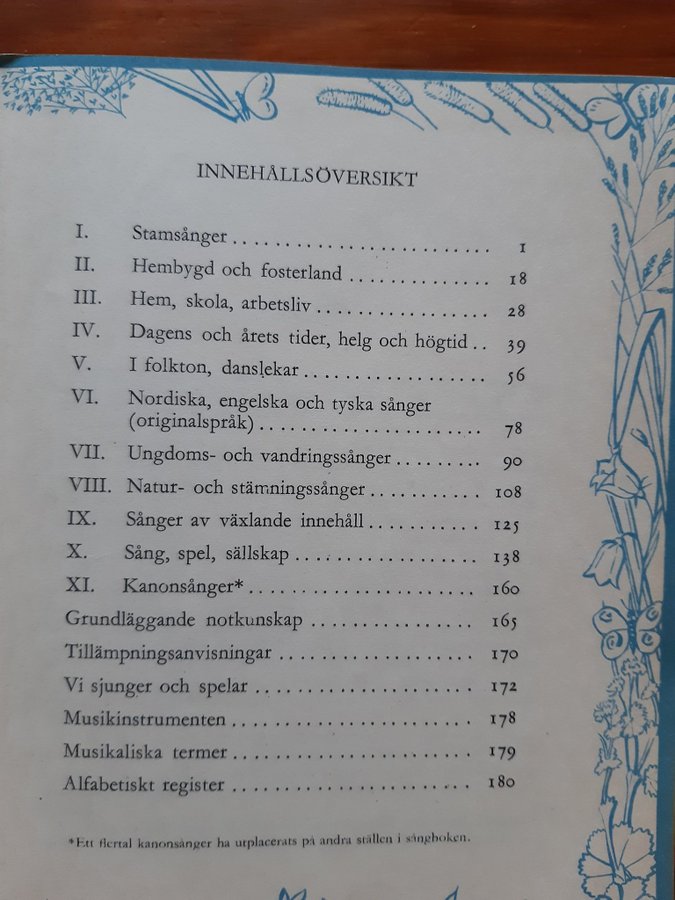 INNEHÅLLSÖVERSIKT
I. Stamsånger ........................ 1
II. Hembygd och fosterland .............. 18
III. Hem, skola, arbetsliv .................. 28
IV. Dagens och årets tider, helg och högtid .. 39
V. I folkton, danslekar .................... 56
VI. Nordiska, engelska och tyska sånger
(originalspråk) ........................ 78
VII. Ungdoms- och vandringssånger ......... 90
VIII. Natur- och stämningssånger ........... 108
IX. Sånger av växlande innehåll ........... 125
X. Sång, spel, sällskap .................. 138
XI. Kanonsånger* ........................ 160
Grundläggande notkunskap .................. 165
Tillämpningsanvisningar .................... 170
Vi sjunger och spelar ...................... 172
Musikinstrumenten ........................ 178
Musikaliska termer ........................ 179
Alfabetiskt register ........................ 180
*Ett flertal kanonsånger ha utplacerats på andra ställen i sångboken.